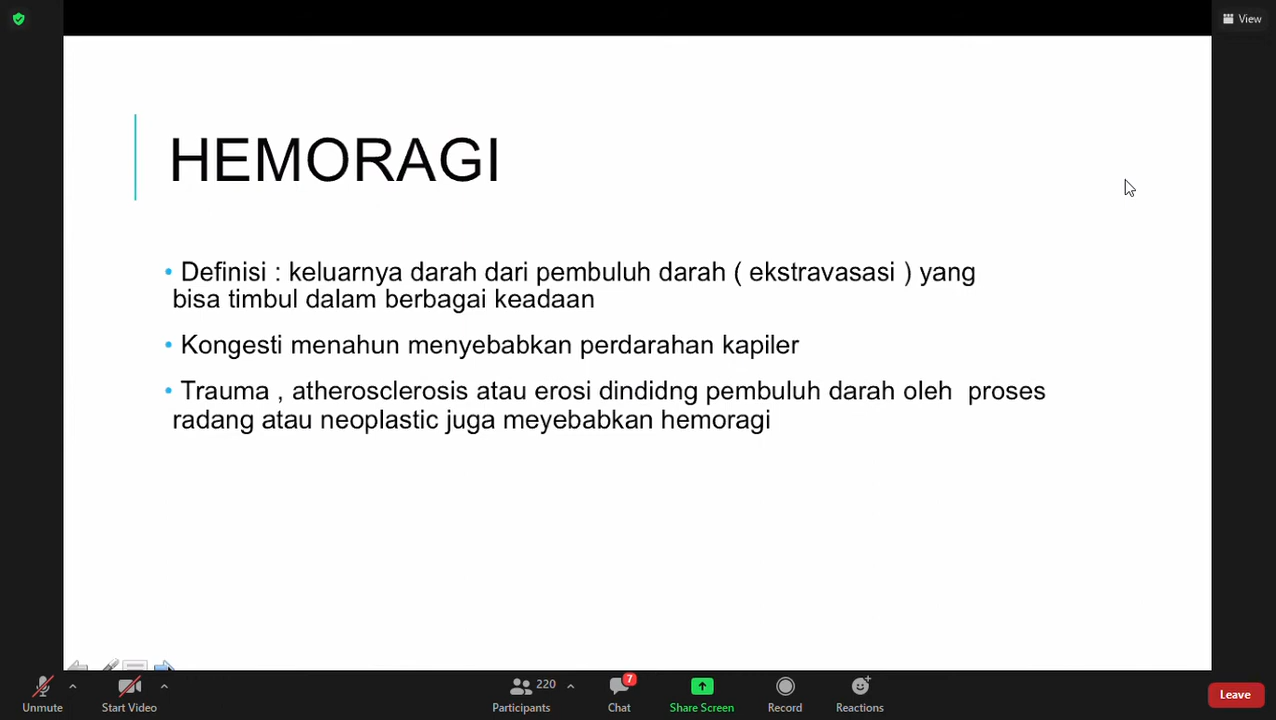 View
HEMORAGI
• Definisi : keluarnya darah dari pembuluh darah ( ekstravasasi ) yang
bisa timbul dalam berbagai keadaan
• Kongesti menahun menyebabkan perdarahan kapiler
• Trauma , atherosclerosis atau erosi dindidng pembuluh darah oleh proses
radang atau neoplastic juga meyebabkan hemoragi
220
7
Unmute
Start Video
Participants
Chat
Share Screen
Record
Reactions
Leave